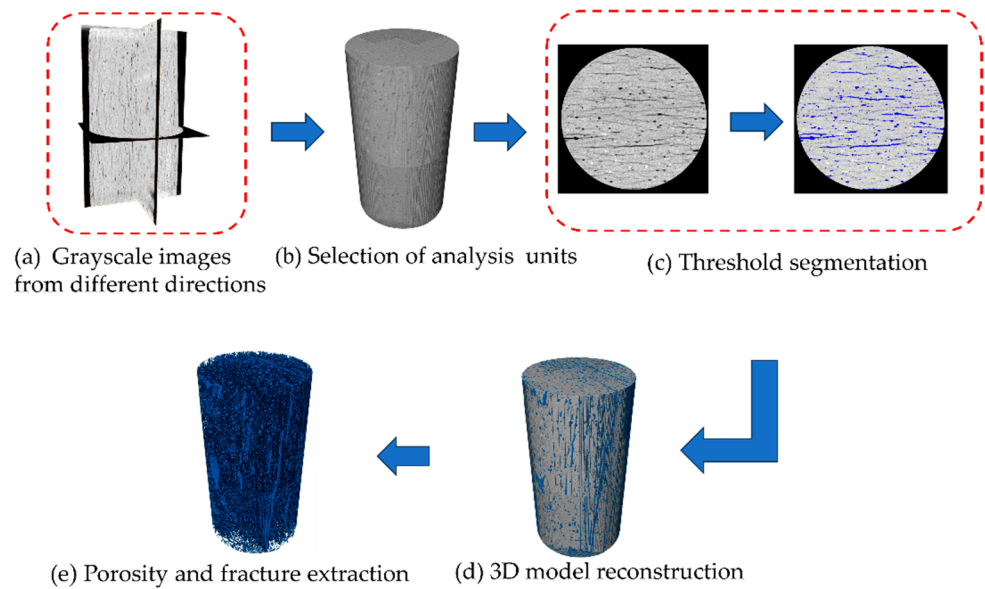 (a) Grayscale images
from different directions
(b) Selection of analysis units
(c) Threshold segmentation
(e) Porosity and fracture extraction
(d) 3D model reconstruction